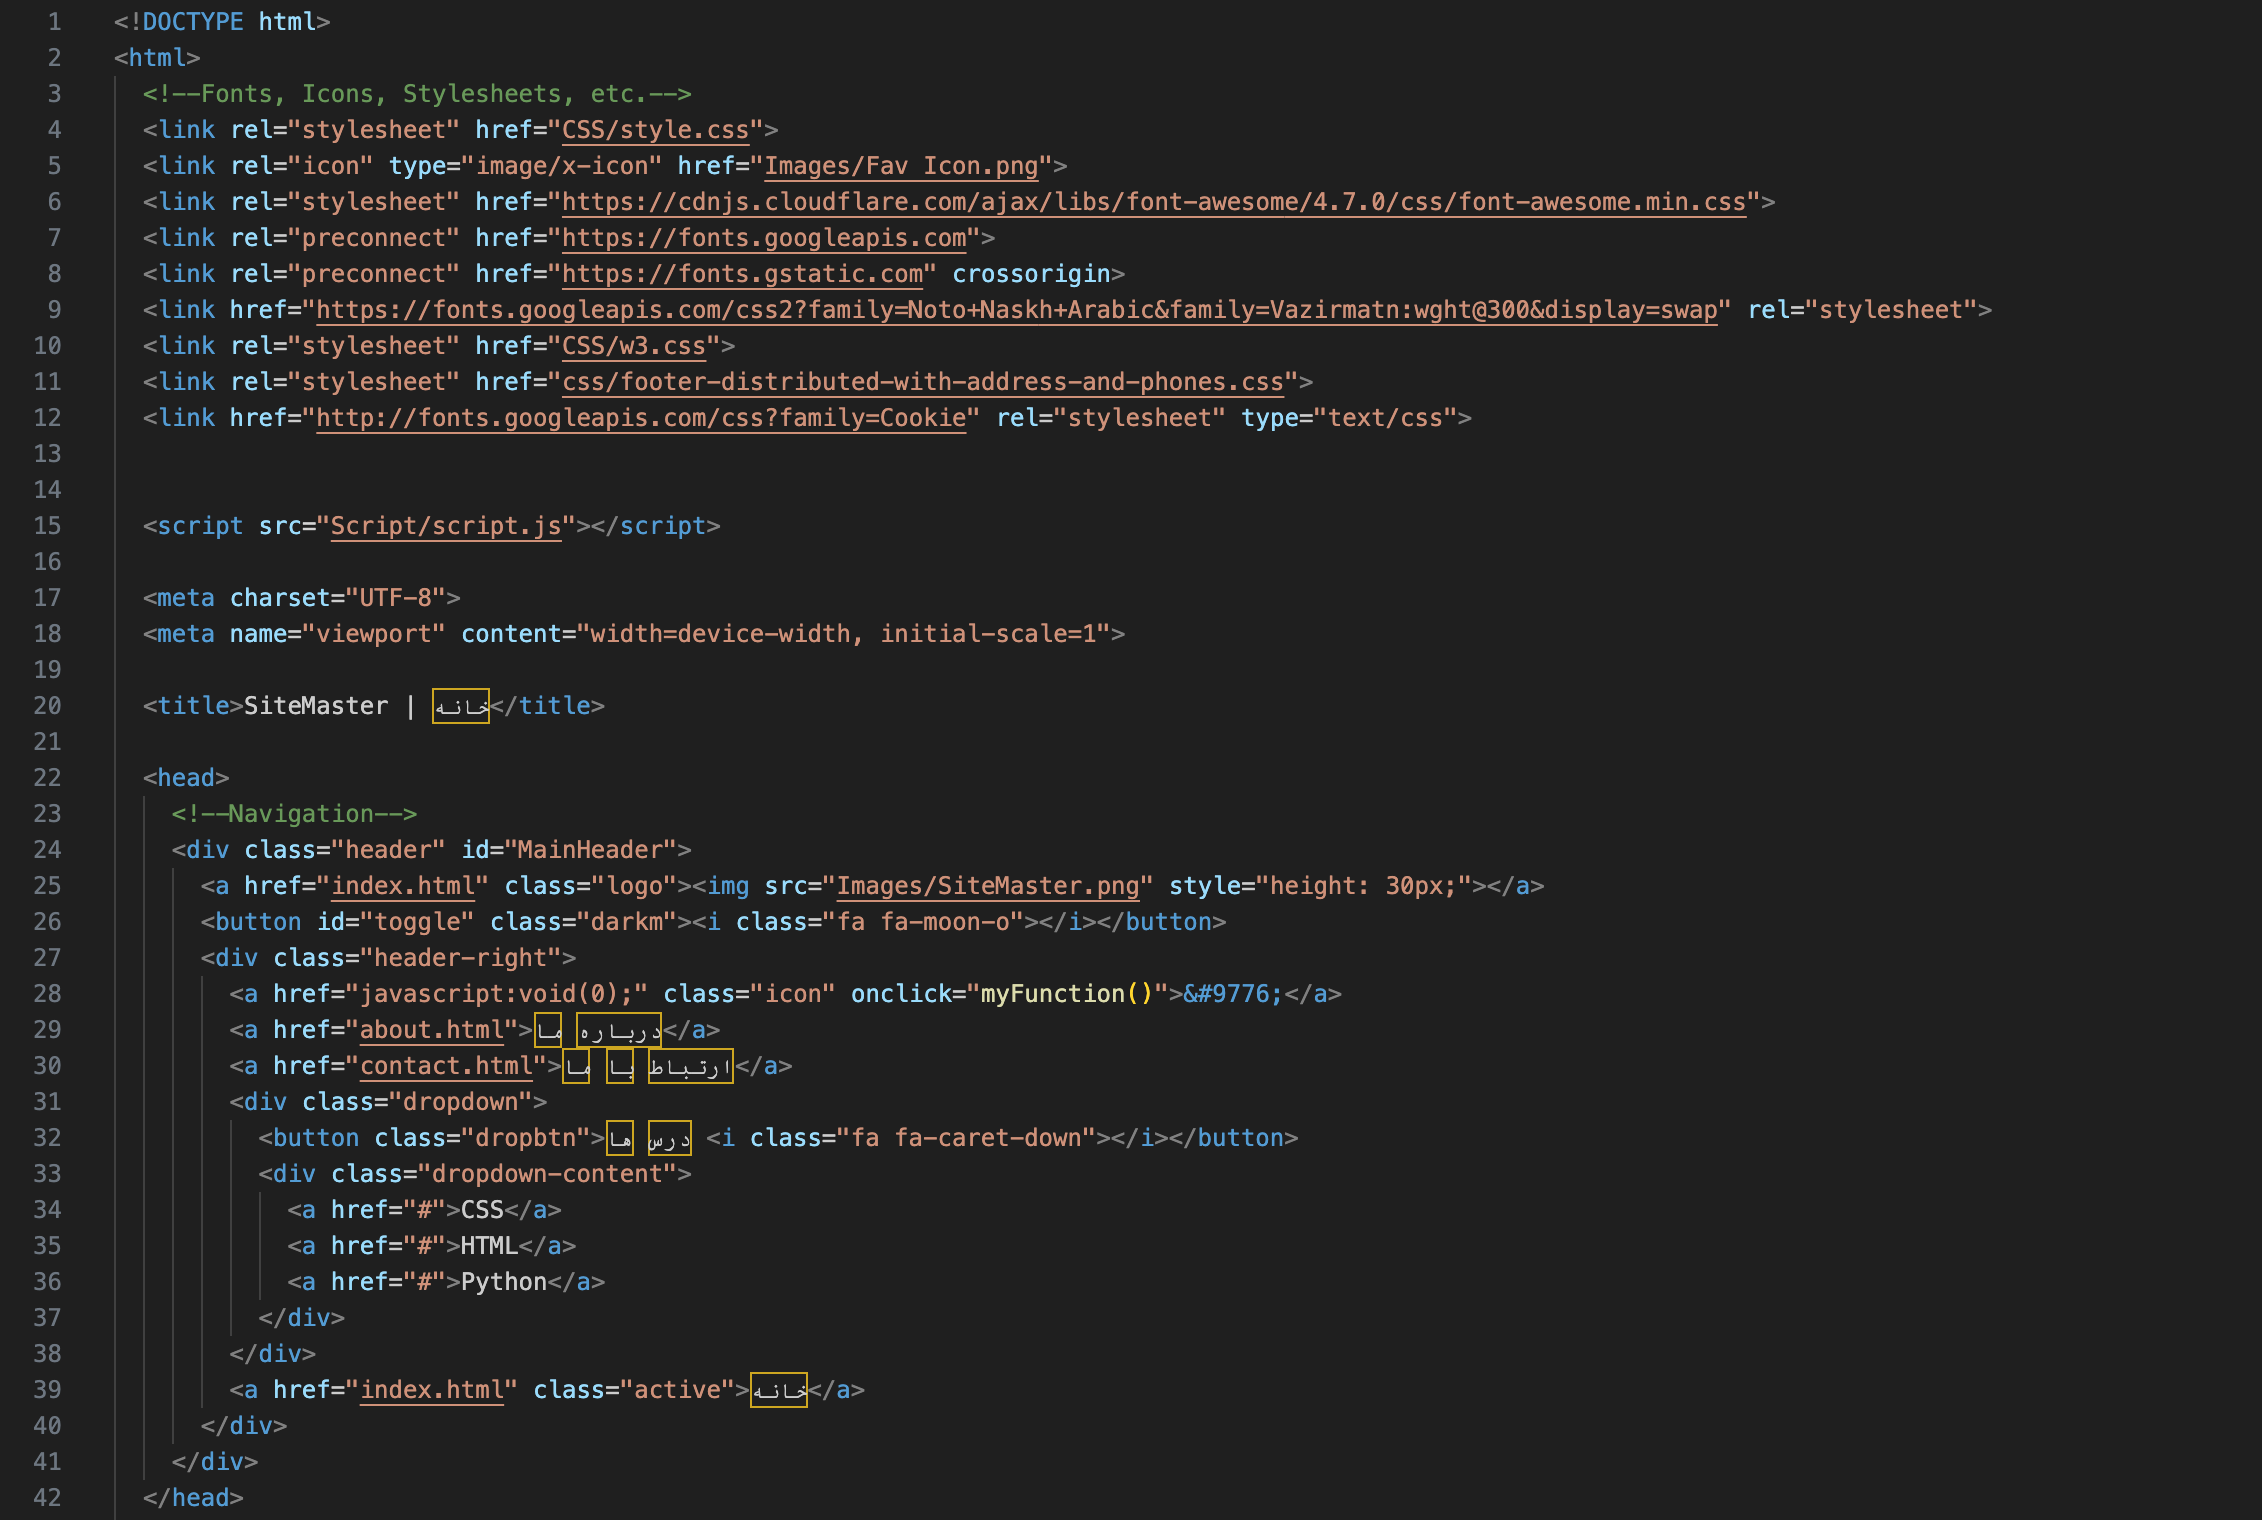 1 <!DOCTYPE html>
2 <html>
3 <!--Fonts, Icons, Stylesheets, etc.-->
4 <link rel="stylesheet" href="CSS/style.css">
5 <link rel="icon" type="image/x-icon" href="Images/Fav Icon.png">
6 <link rel="stylesheet" href="https://cdnjs.cloudflare.com/ajax/libs/font-awesome/4.7.0/css/font-awesome.min.css">
7 <link rel="preconnect" href="https://fonts.googleapis.com">
8 <link rel="preconnect" href="https://fonts.gstatic.com" crossorigin>
9 <link href="https://fonts.googleapis.com/css2?family=Noto+Naskh+Arabic&family=Vazirmatn:wght@300&display=swap" rel="stylesheet">
10 <link rel="stylesheet" href="CSS/w3.css">
11 <link rel="stylesheet" href="css/footer-distributed-with-address-and-phones.css">
12 <link href="http://fonts.googleapis.com/css?family=Cookie" rel="stylesheet" type="text/css">
13
14
15 <script src="Script/script.js"></script>
16
17 <meta charset="UTF-8">
18 <meta name="viewport" content="width=device-width, initial-scale=1">
19
20 <title>SiteMaster | خانه</title>
21
22 <head>
23 <!--Navigation-->
24 <div class="header" id="MainHeader">
25 <a href="index.html" class="logo"><img src="Images/SiteMaster.png" style="height: 30px;"></a>
26 <button id="toggle" class="darkm"><i class="fa fa-moon-o"></i></button>
27 <div class="header-right">
28 <a href="javascript:void(0);" class="icon" onclick="myFunction()">&#9776;</a>
29 <a href="about.html">درباره ما</a>
30 <a href="contact.html">ارتباط با ما</a>
31 <div class="dropdown">
32 <button class="dropbtn">درس ها <i class="fa fa-caret-down"></i></button>
33 <div class="dropdown-content">
34 <a href="#">CSS</a>
35 <a href="#">HTML</a>
36 <a href="#">Python</a>
37 </div>
38 </div>
39 <a href="index.html" class="active">خانه</a>
40 </div>
41 </div>
42 </head>